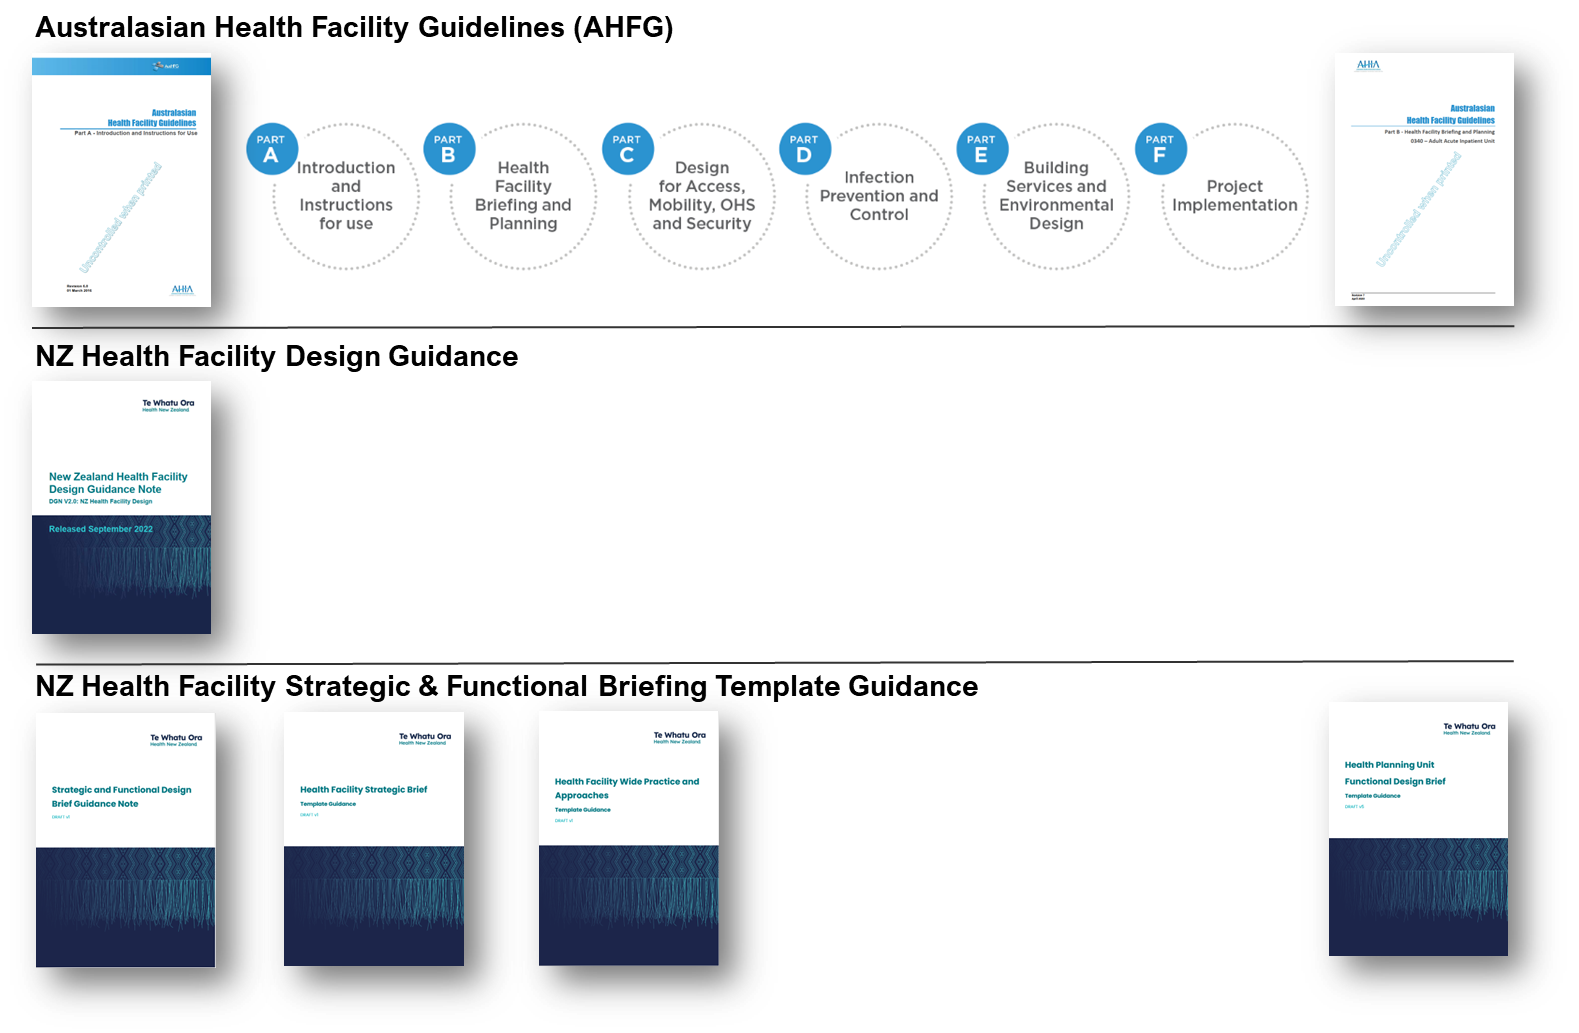 Australasian Health Facility Guidelines (AHFG)
AusHFG
Australasian
Health Facility Guidelines
Part A - Introduction and Instructions for Use
Uncontrolled when printed
AHIA
PART
A
Introduction
and
Instructions
for use
PART
B
Health
Facility
Briefing and
Planning
PART
C
Design
for Access,
Mobility, OHS
and Security
PART
D
Infection
Prevention and
Control
PART
E
Building
Services and
Environmental
Design
PART
F
Project
Implementation
AHIA
Australasian
Health Facility Guidelines
Part B - Health Facility Briefing and Planning
0340 – Adult Acute Inpatient Unit
Uncontrolled when printed
NZ Health Facility Design Guidance
Te Whatu Ora
Health New Zealand
New Zealand Health Facility
Design Guidance Note
DGN V2.0: NZ Health Facility Design
Released September 2022
NZ Health Facility Strategic & Functional Briefing Template Guidance
Te Whatu Ora
Health New Zealand
Strategic and Functional Design
Brief Guidance Note
Te Whatu Ora
Health New Zealand
Health Facility Strategic Brief
Template Guidance
Te Whatu Ora
Health New Zealand
Health Facility Wide Practice and
Approaches
Template Guidance
Te Whatu Ora
Health New Zealand
Health Planning Unit
Functional Design Brief
Template Guidance